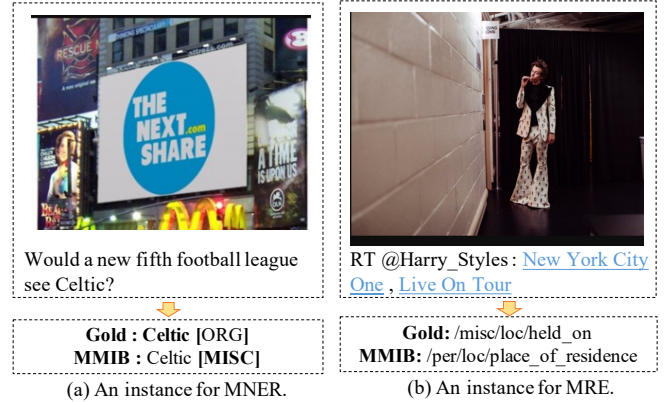 RESCUE ME
THE
NEXT
.com
SHARE
A TIME
IS UPON US
Would a new fifth football league
see Celtic?
RT @Harry_Styles : New York City
One , Live On Tour
Gold : Celtic [ORG]
MMIB : Celtic [MISC]
Gold: /misc/loc/held_on
MMIB: /per/loc/place_of_residence
(a) An instance for MNER.
(b) An instance for MRE.